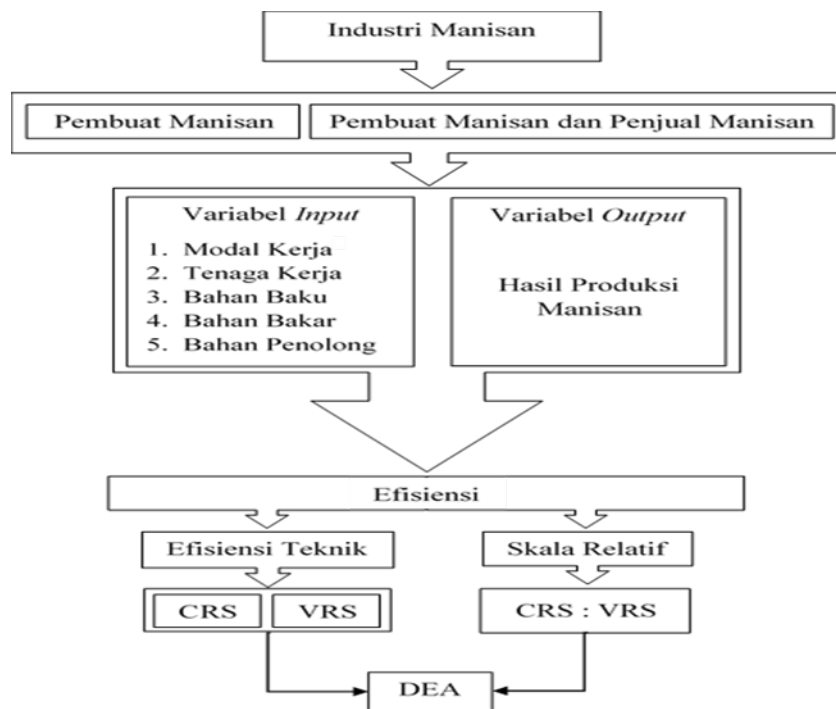 Industri Manisan
Pembuat Manisan
Pembuat Manisan dan Penjual Manisan
Variabel Input
1. Modal Kerja
2. Tenaga Kerja
3. Bahan Baku
4. Bahan Bakar
5. Bahan Penolong
Variabel Output
Hasil Produksi
Manisan
Efisiensi
Efisiensi Teknik
Skala Relatif
CRS
VRS
CRS : VRS
DEA